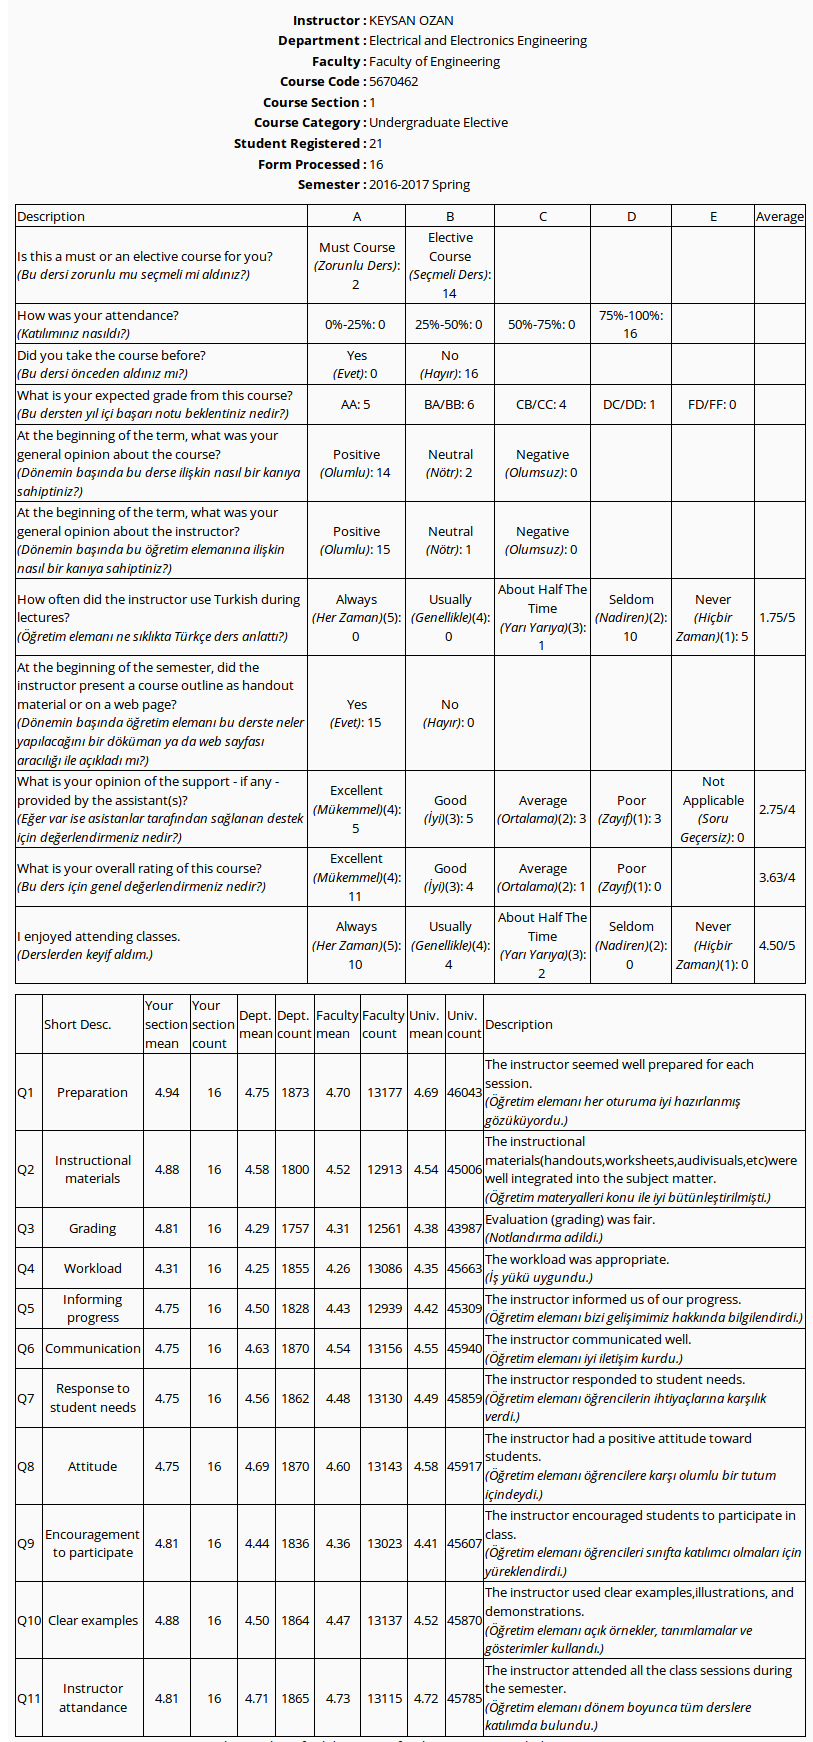 Instructor : KEYSAN OZAN
Department : Electrical and Electronics Engineering
Faculty : Faculty of Engineering
Course Code : 5670462
Course Section : 1
Course Category : Undergraduate Elective
Student Registered : 21
Form Processed : 16
Semester : 2016-2017 Spring
Description A B C D E Average
Is this a must or an elective course for you?
(Bu dersi zorunlu mu seçmeli mi aldınız?)
Must Course
(Zorunlu Ders):
2
Elective
Course
(Seçmeli Ders):
14
How was your attendance?
(Katılımınız nasıldı?)
0%-25%: 0
25%-50%: 0
50%-75%: 0
75%-100%:
16
Did you take the course before?
(Bu dersi önceden aldınız mı?)
Yes
(Evet): 0
No
(Hayır): 16
What is your expected grade from this course?
(Bu dersten yıl içi başarı notu beklentiniz nedir?)
AA: 5
BA/BB: 6
CB/CC: 4
DC/DD: 1
FD/FF: 0
At the beginning of the term, what was your
general opinion about the course?
(Dönemin başında bu derse ilişkin nasıl bir kanıya
sahiptiniz?)
Positive
(Olumlu): 14
Neutral
(Nötr): 2
Negative
(Olumsuz): 0
At the beginning of the term, what was your
general opinion about the instructor?
(Dönemin başında bu öğretim elemanına ilişkin
nasıl bir kanıya sahiptiniz?)
Positive
(Olumlu): 15
Neutral
(Nötr): 1
Negative
(Olumsuz): 0
How often did the instructor use Turkish during
lectures?
(Öğretim elemanı ne sıklıkta Türkçe ders anlattı?)
Always
(Her Zaman)(5):
0
Usually
(Genellikle)(4):
0
About Half The
Time
(Yarı Yarıya)(3):
1
Seldom
(Nadiren)(2):
10
Never
(Hiçbir
Zaman)(1): 5
1.75/5
At the beginning of the semester, did the
instructor present a course outline as handout
material or on a web page?
(Dönemin başında öğretim elemanı bu derste neler
yapılacağını bir döküman ya da web sayfası
aracılığı ile açıkladı mı?)
Yes
(Evet): 15
No
(Hayır): 0
What is your opinion of the support - if any -
provided by the assistant(s)?
(Eğer var ise asistanlar tarafından sağlanan destek
için değerlendirmeniz nedir?)
Excellent
(Mükemmel)(4):
5
Good
(İyi)(3): 5
Average
(Ortalama)(2): 3
Poor
(Zayıf)(1): 3
Not
Applicable
(Soru
Geçersiz): 0
2.75/4
What is your overall rating of this course?
(Bu ders için genel değerlendirmeniz nedir?)
Excellent
(Mükemmel)(4):
11
Good
(İyi)(3): 4
Average
(Ortalama)(2): 1
Poor
(Zayıf)(1): 0
3.63/4
I enjoyed attending classes.
(Derslerden keyif aldım.)
Always
(Her Zaman)(5):
10
Usually
(Genellikle)(4):
4
About Half The
Time
(Yarı Yarıya)(3):
2
Seldom
(Nadiren)(2):
0
Never
(Hiçbir
Zaman)(1): 0
4.50/5
Short Desc.
Your
section
mean
Your
section
count
Dept.
mean
Dept.
count
Faculty
mean
Faculty
count
Univ.
mean
Univ.
count
Description
Q1 Preparation 4.94 16 4.75 1873 4.70 13177 4.69 46043
The instructor seemed well prepared for each
session.
(Öğretim elemanı her oturuma iyi hazırlanmış
gözüküyordu.)
Q2 Instructional
materials 4.88 16 4.58 1800 4.52 12913 4.54 45006
The instructional
materials(handouts,worksheets,audivisuals,etc)were
well integrated into the subject matter.
(Öğretim materyalleri konu ile iyi bütünleştirilmişti.)
Q3 Grading 4.81 16 4.29 1757 4.31 12561 4.38 43987
Evaluation (grading) was fair.
(Notlandırma adildi.)
Q4 Workload 4.31 16 4.25 1855 4.26 13086 4.35 45663
The workload was appropriate.
(İş yükü uygundu.)
Q5 Informing
progress 4.75 16 4.50 1828 4.43 12939 4.42 45309
The instructor informed us of our progress.
(Öğretim elemanı bizi gelişimimiz hakkında bilgilendirdi.)
Q6 Communication 4.75 16 4.63 1870 4.54 13156 4.55 45940
The instructor communicated well.
(Öğretim elemanı iyi iletişim kurdu.)
Q7 Response to
student needs 4.75 16 4.56 1862 4.48 13130 4.49 45859
The instructor responded to student needs.
(Öğretim elemanı öğrencilerin ihtiyaçlarına karşılık
verdi.)
Q8 Attitude 4.75 16 4.69 1870 4.60 13143 4.58 45917
The instructor had a positive attitude toward
students.
(Öğretim elemanı öğrencilere karşı olumlu bir tutum
içindeydi.)
Q9 Encouragement
to participate 4.81 16 4.44 1836 4.36 13023 4.41 45607
The instructor encouraged students to participate in
class.
(Öğretim elemanı öğrencileri sınıfta katılımcı olmaları için
yüreklendirdi.)
Q10 Clear examples 4.88 16 4.50 1864 4.47 13137 4.52 45870
The instructor used clear examples,illustrations, and
demonstrations.
(Öğretim elemanı açık örnekler, tanımlamalar ve
gösterimler kullandı.)
Q11 Instructor
attandance 4.81 16 4.71 1865 4.73 13115 4.72 45785
The instructor attended all the class sessions during
the semester.
(Öğretim elemanı dönem boyunca tüm derslere
katılımda bulundu.)